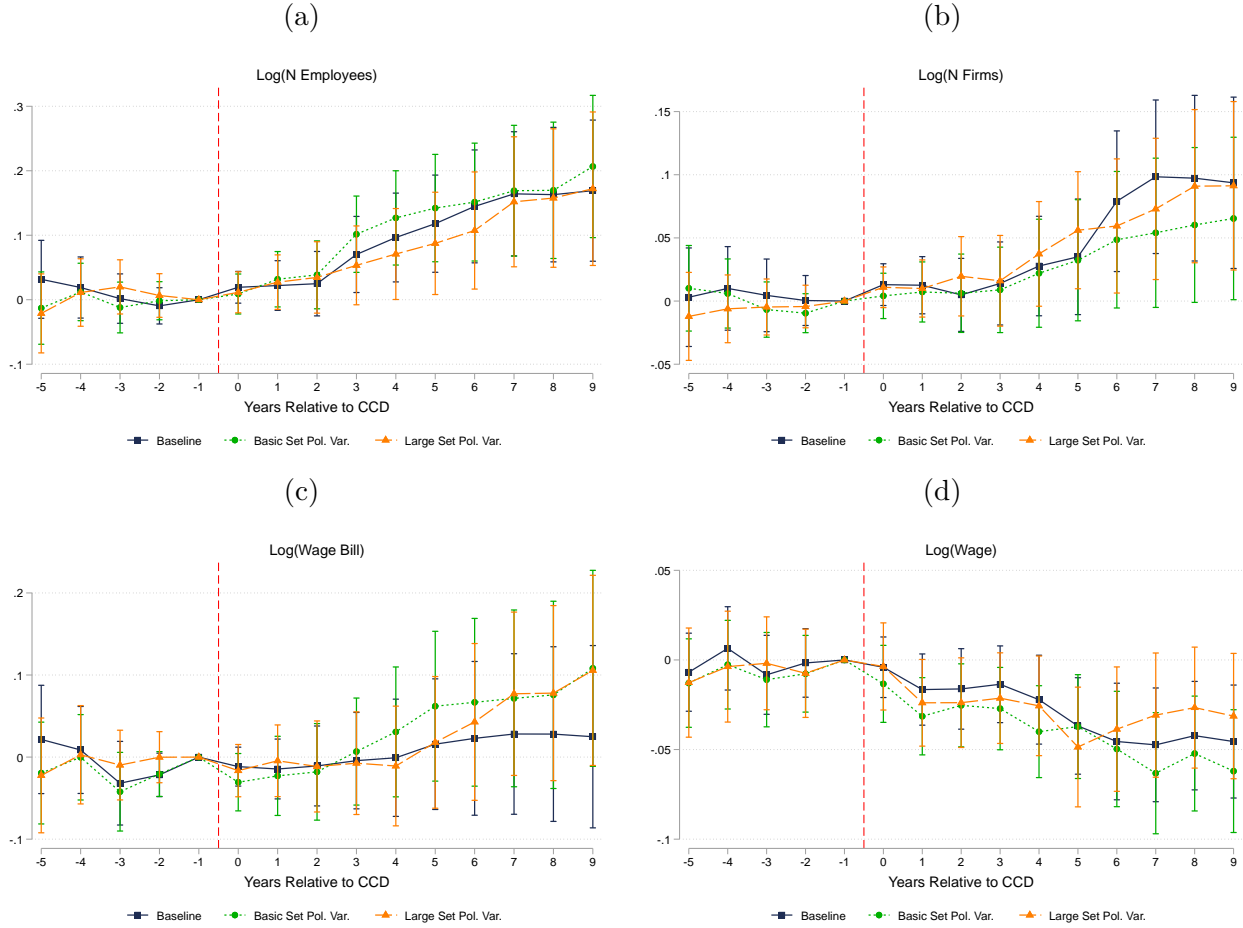 (a)
Log(N Employees)
.3
.2
.1
0
-.1
-5 -4 -3 -2 -1 0 1 2 3 4 5 6 7 8 9
Years Relative to CCD
Baseline Basic Set Pol. Var. Large Set Pol. Var.
(b)
Log(N Firms)
.15
.1
.05
0
-.05
-5 -4 -3 -2 -1 0 1 2 3 4 5 6 7 8 9
Years Relative to CCD
Baseline Basic Set Pol. Var. Large Set Pol. Var.
(c)
Log(Wage Bill)
.2
.1
0
-.1
-5 -4 -3 -2 -1 0 1 2 3 4 5 6 7 8 9
Years Relative to CCD
Baseline Basic Set Pol. Var. Large Set Pol. Var.
(d)
Log(Wage)
.05
0
-.05
-.1
-5 -4 -3 -2 -1 0 1 2 3 4 5 6 7 8 9
Years Relative to CCD
Baseline Basic Set Pol. Var. Large Set Pol. Var.